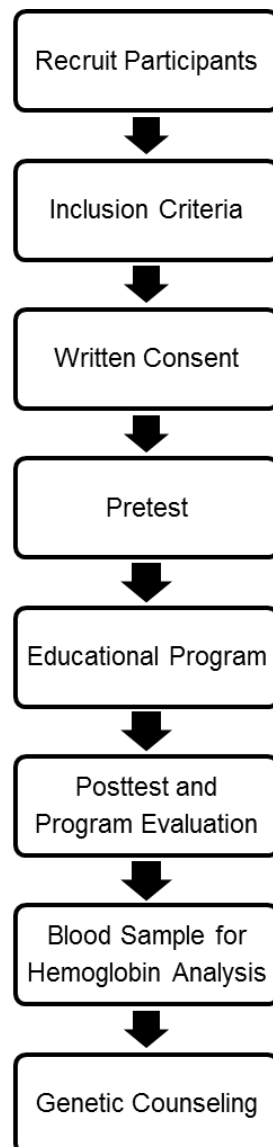 Recruit Participants
Inclusion Criteria
Written Consent
Pretest
Educational Program
Posttest and
Program Evaluation
Blood Sample for
Hemoglobin Analysis
Genetic Counseling